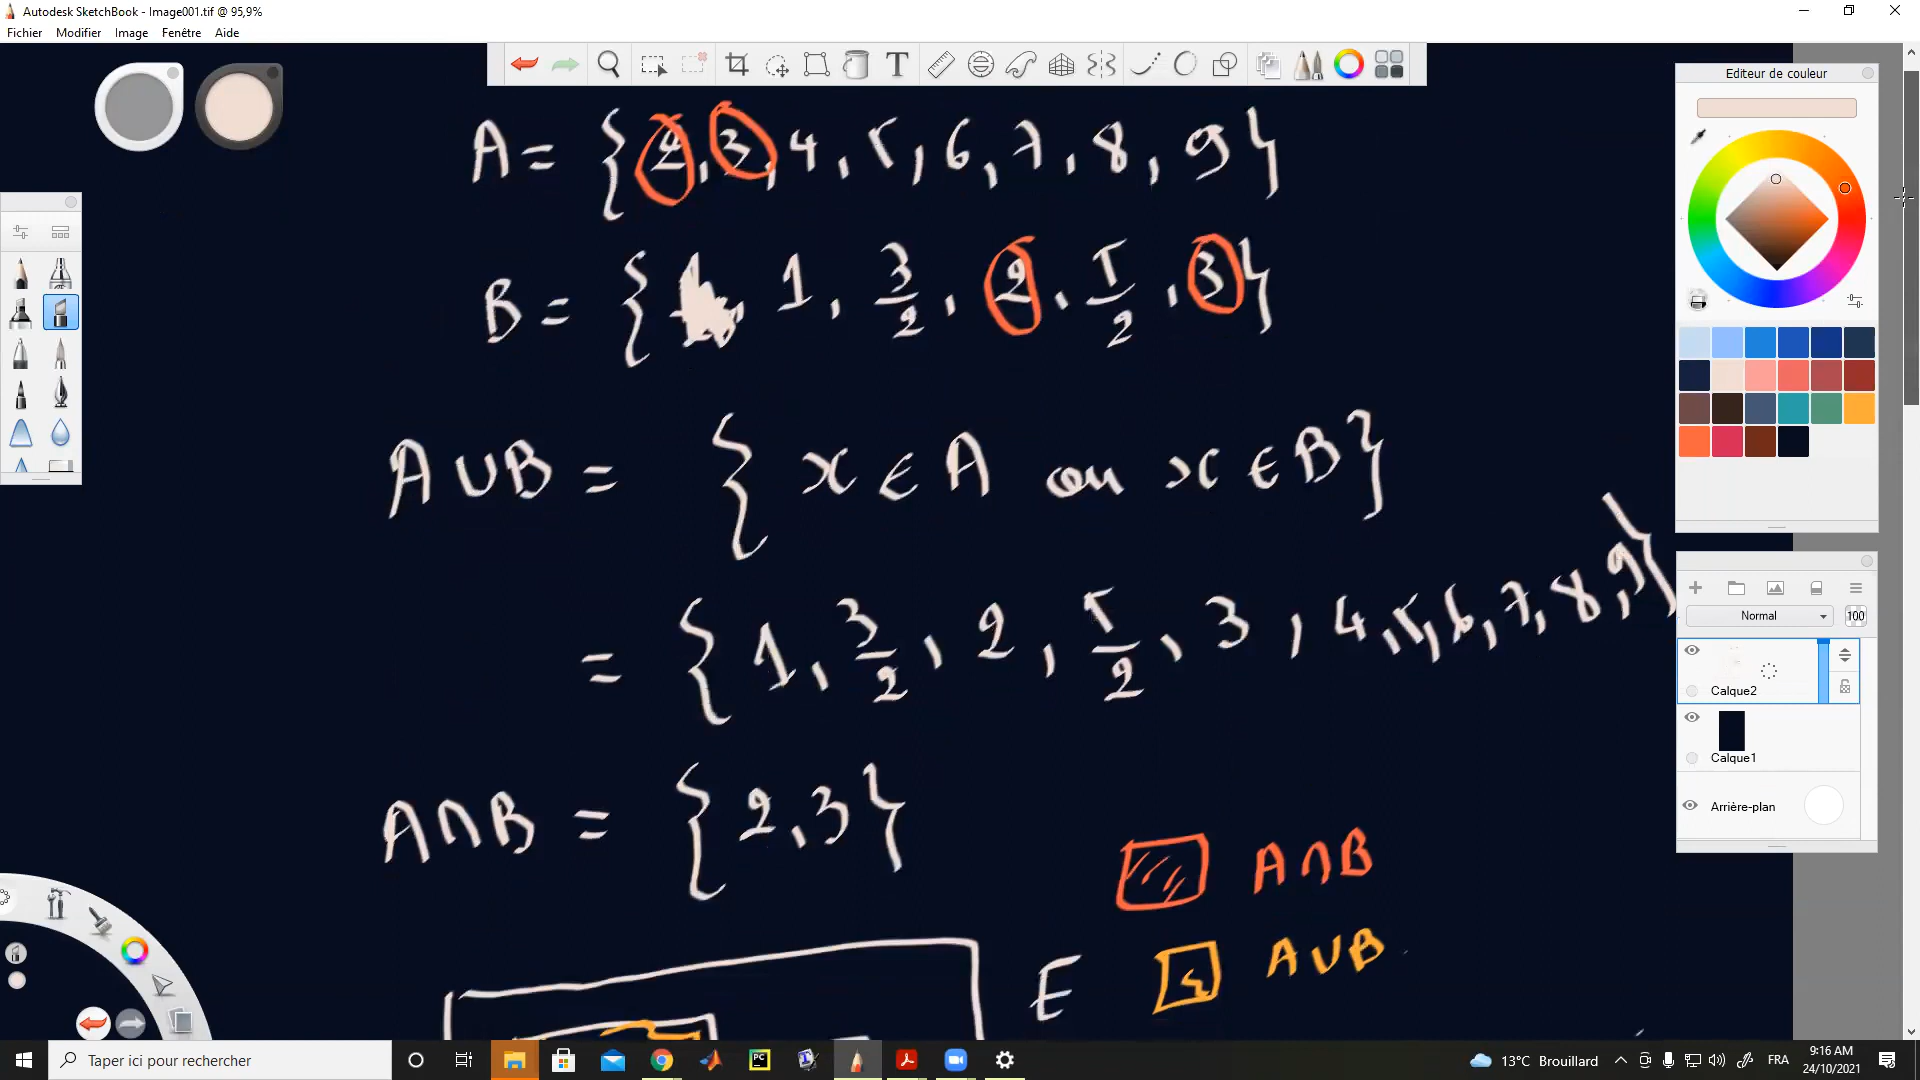 Autodesk SketchBook - Image001.tif @ 95,9%
Fichier Modifier Image Fenêtre Aide
Editeur de couleur
A = {2, 3, 4, 5, 6, 7, 8, 9}
B = { 1, 3/2, 2, 5/2, 3}
A∪B = { x ∈ A ou x ∈ B}
= {1, 3/2, 2, 5/2, 3, 4, 5, 6, 7, 8, 9}
Normal 100
Calque2
Calque1
Arrière-plan
A∩B = {2, 3}
A∩B
E A∪B
Taper ici pour rechercher
PC
13°C Brouillard
FRA
9:16 AM
24/10/2021